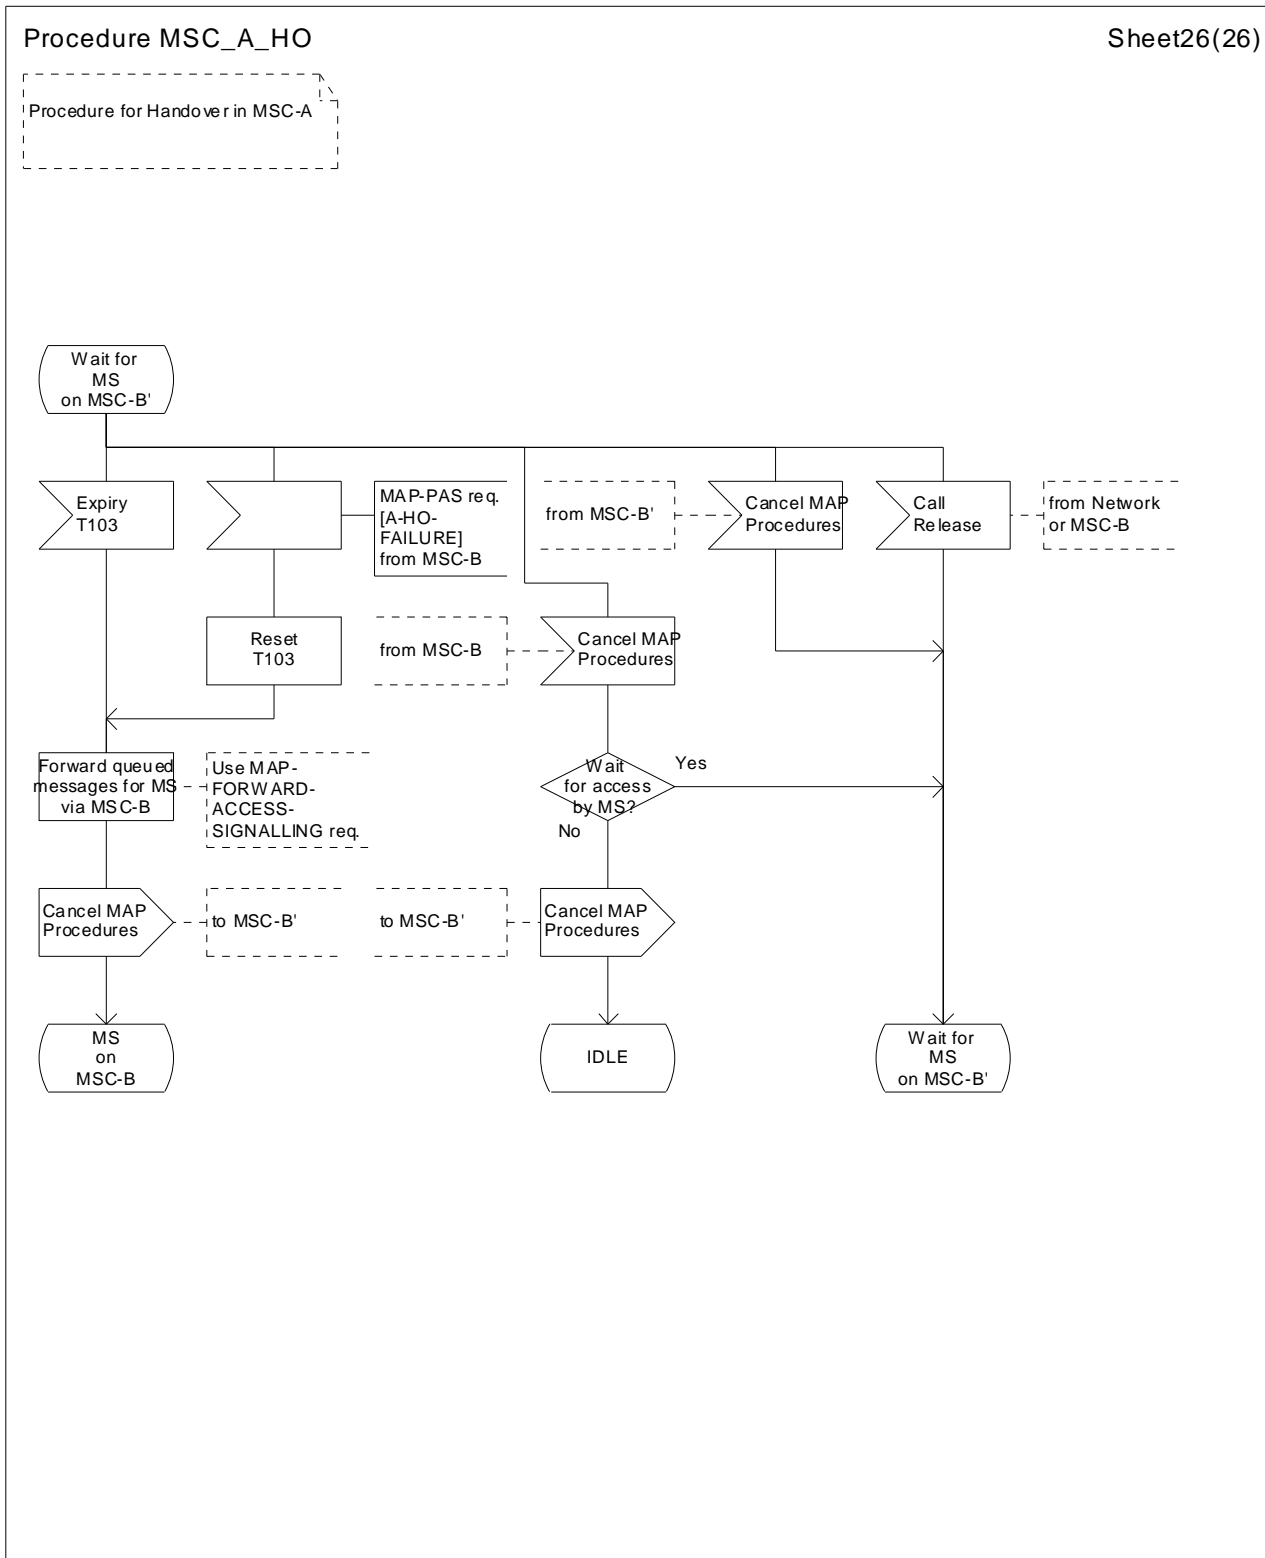 Procedure MSC_A_HO
Sheet26(26)
Procedure for Handover in MSC-A
Wait for
MS
on MSC-B'
Expiry
T103
MAP-PAS req.
[A-HO-
FAILURE]
from MSC-B
from MSC-B'
Cancel MAP
Procedures
Call
Release
from Network
or MSC-B
Reset
T103
from MSC-B
Cancel MAP
Procedures
Forward queued
messages for MS
via MSC-B
Use MAP-
FORWARD-
ACCESS-
SIGNALLING req.
Wait
for access
by MS?
Yes
No
Cancel MAP
Procedures
to MSC-B'
to MSC-B'
Cancel MAP
Procedures
MS
on
MSC-B
IDLE
Wait for
MS
on MSC-B'